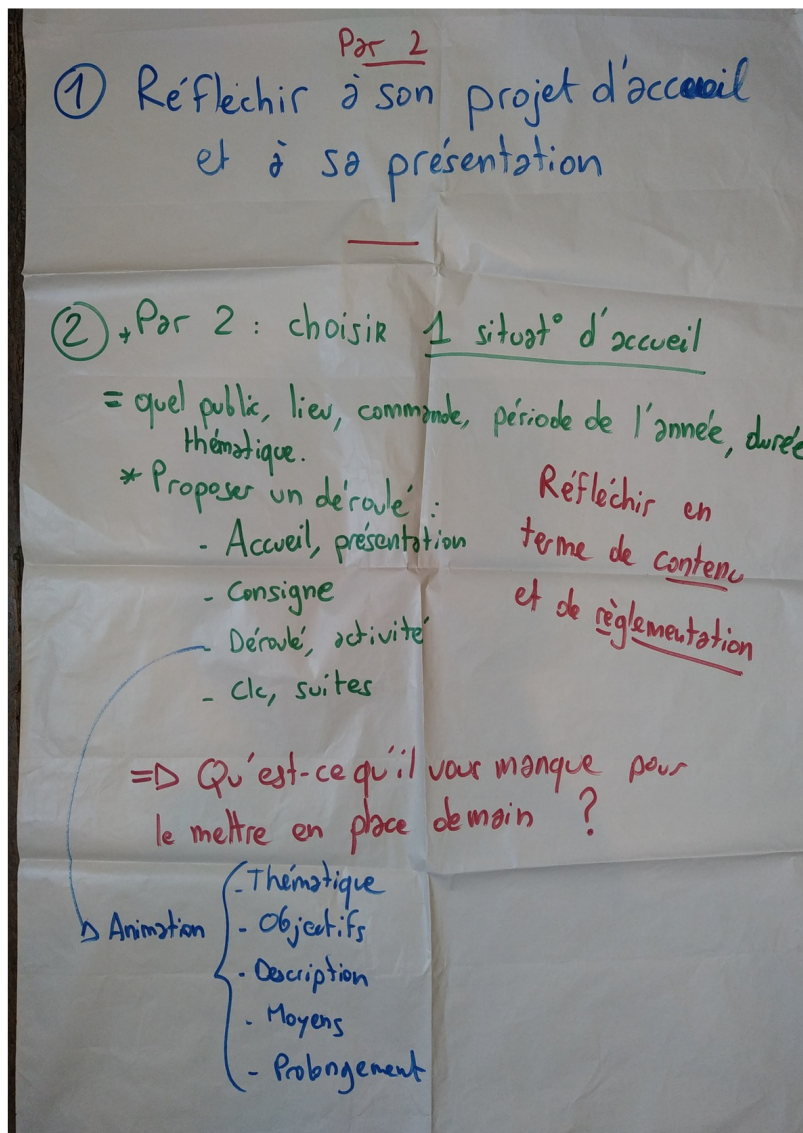 Par 2
① Réfléchir à son projet d'accueil
et à sa présentation
② * Par 2 : choisir 1 situat° d'accueil
= quel public, lieu, commande, période de l'année, durée
thématique.
* Proposer un déroulé :
- Accueil, présentation
- Consigne
- Déroulé, activité
- Clc, suites
Réfléchir en
terme de contenu
et de règlementation
=> Qu'est-ce qu'il vous manque pour
le mettre en place demain ?
Animation
- Thématique
- Objectifs
- Description
- Moyens
- Prolongement